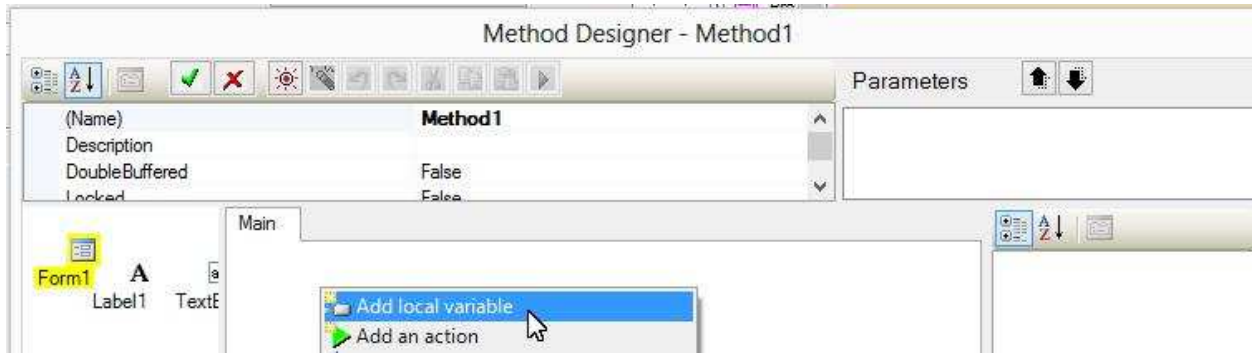 Method Designer - Method1
Parameters
(Name) Method1
Description
DoubleBuffered False
Locked False
Main
Form1
A
Label1
Add local variable
Add an action